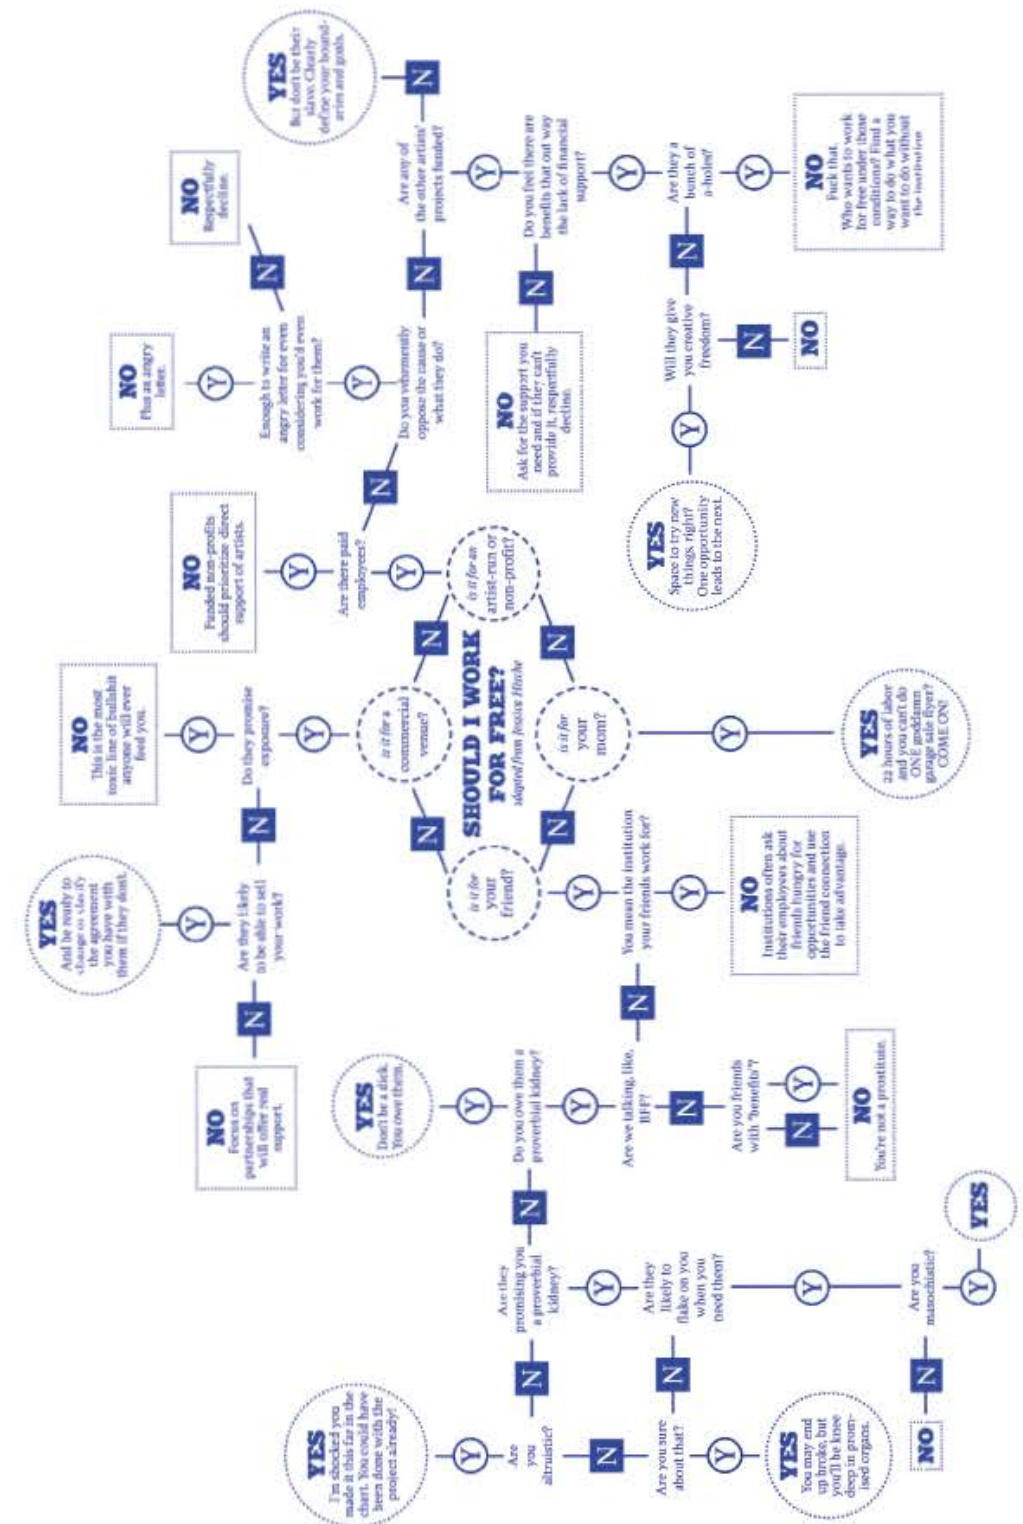 SHOULD I WORK
FOR FREE?
adapted from Jessica Hische
is it for a
commercial
venue?
N
N
is it for
your
friend?
is it for an
artist-run or
non-profit?
N
N
is it for
your
mom?
Y
Do they promise
exposure?
Y
NO
This is the most
toxic line of bullshit
anyone will ever
feed you.
N
Are they likely
to be able to sell
your work?
Y
YES
And be ready to
change or clarify
the agreement
you have with
them if they don't.
N
NO
Focus on
partnerships that
will offer real
support.
Y
Are there paid
employees?
Y
NO
Funded non-profits
should prioritize direct
support of artists.
N
Do you vehemently
oppose the cause or
what they do?
Y
Enough to write an
angry letter for even
considering you'd even
work for them?
Y
NO
Plus an angry
letter.
N
NO
Respectfully
decline.
N
Are any of
the other artists'
projects funded?
N
YES
But don't be their
slave. Clearly
define your bound-
aries and goals.
Y
Do you feel there are
benefits that out way
the lack of financial
support?
N
NO
Ask for the support you
need and if they can't
provide it, respectfully
decline.
Y
Are they a
bunch of
a-holes?
Y
NO
Fuck that.
Who wants to work
for free under those
conditions? Find a
way to do what you
want to do without
the institution
N
Will they give
you creative
freedom?
N
NO
Y
YES
Space to try new
things, right?
One opportunity
leads to the next.
Y
YES
22 hours of labor
and you can't do
ONE goddamn
garage sale flyer?
COME ON!
Y
You mean the institution
your friends work for?
Y
NO
Institutions often ask
their employees about
friends hungry for
opportunities and use
the friend connection
to take advantage.
N
Are we talking, like,
BFF?
N
Are you friends
with "benefits"?
N
Y
NO
You're not a prostitute.
Y
Do you owe them a
proverbial kidney?
Y
YES
Don't be a dick.
You owe them.
N
Are they
promising you
a proverbial
kidney?
Y
Are they
likely to
flake on you
when you
need them?
Y
Are you
masochistic?
Y
YES
N
NO
N
Are you sure
about that?
Y
YES
You may end
up broke, but
you'll be knee
deep in prom-
ised organs.
N
Are
you
altruistic?
N
Y
YES
I'm shocked you
made it this far in the
chart. You could have
been done with the
project already!